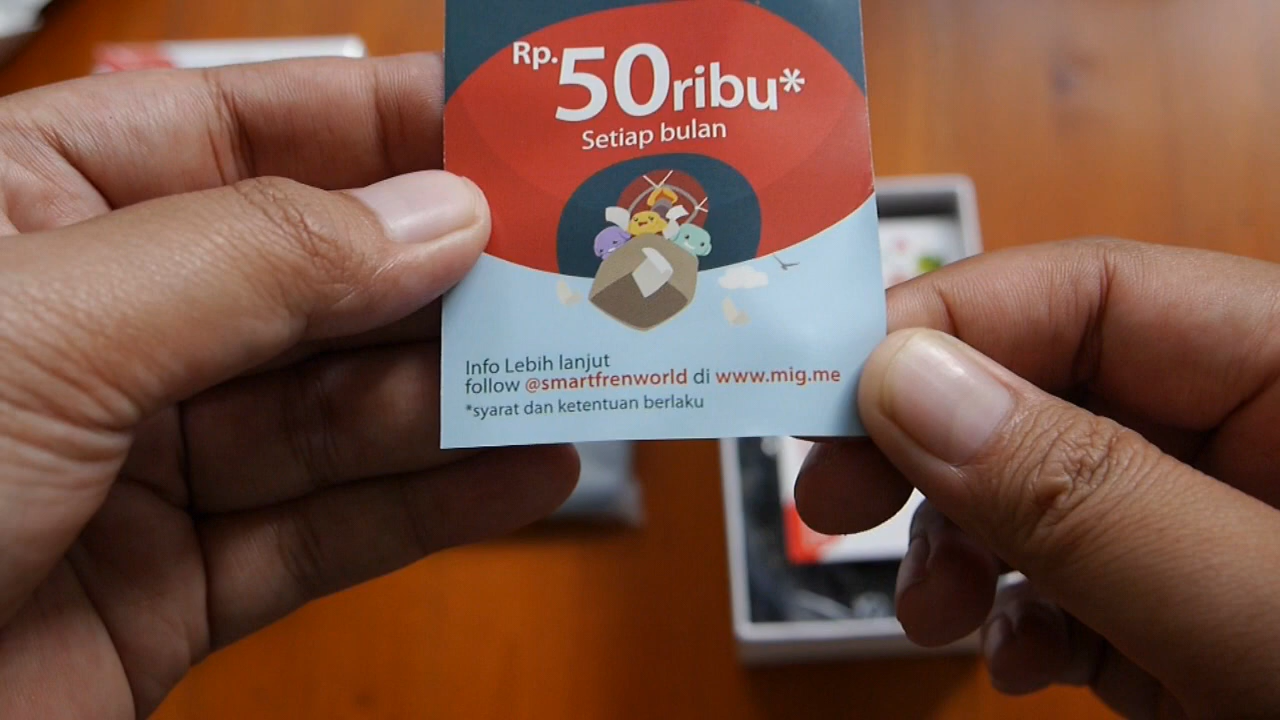 Rp.50ribu*
Setiap bulan
Info Lebih lanjut
follow @smartfrenworld di www.mig.me
*syarat dan ketentuan berlaku